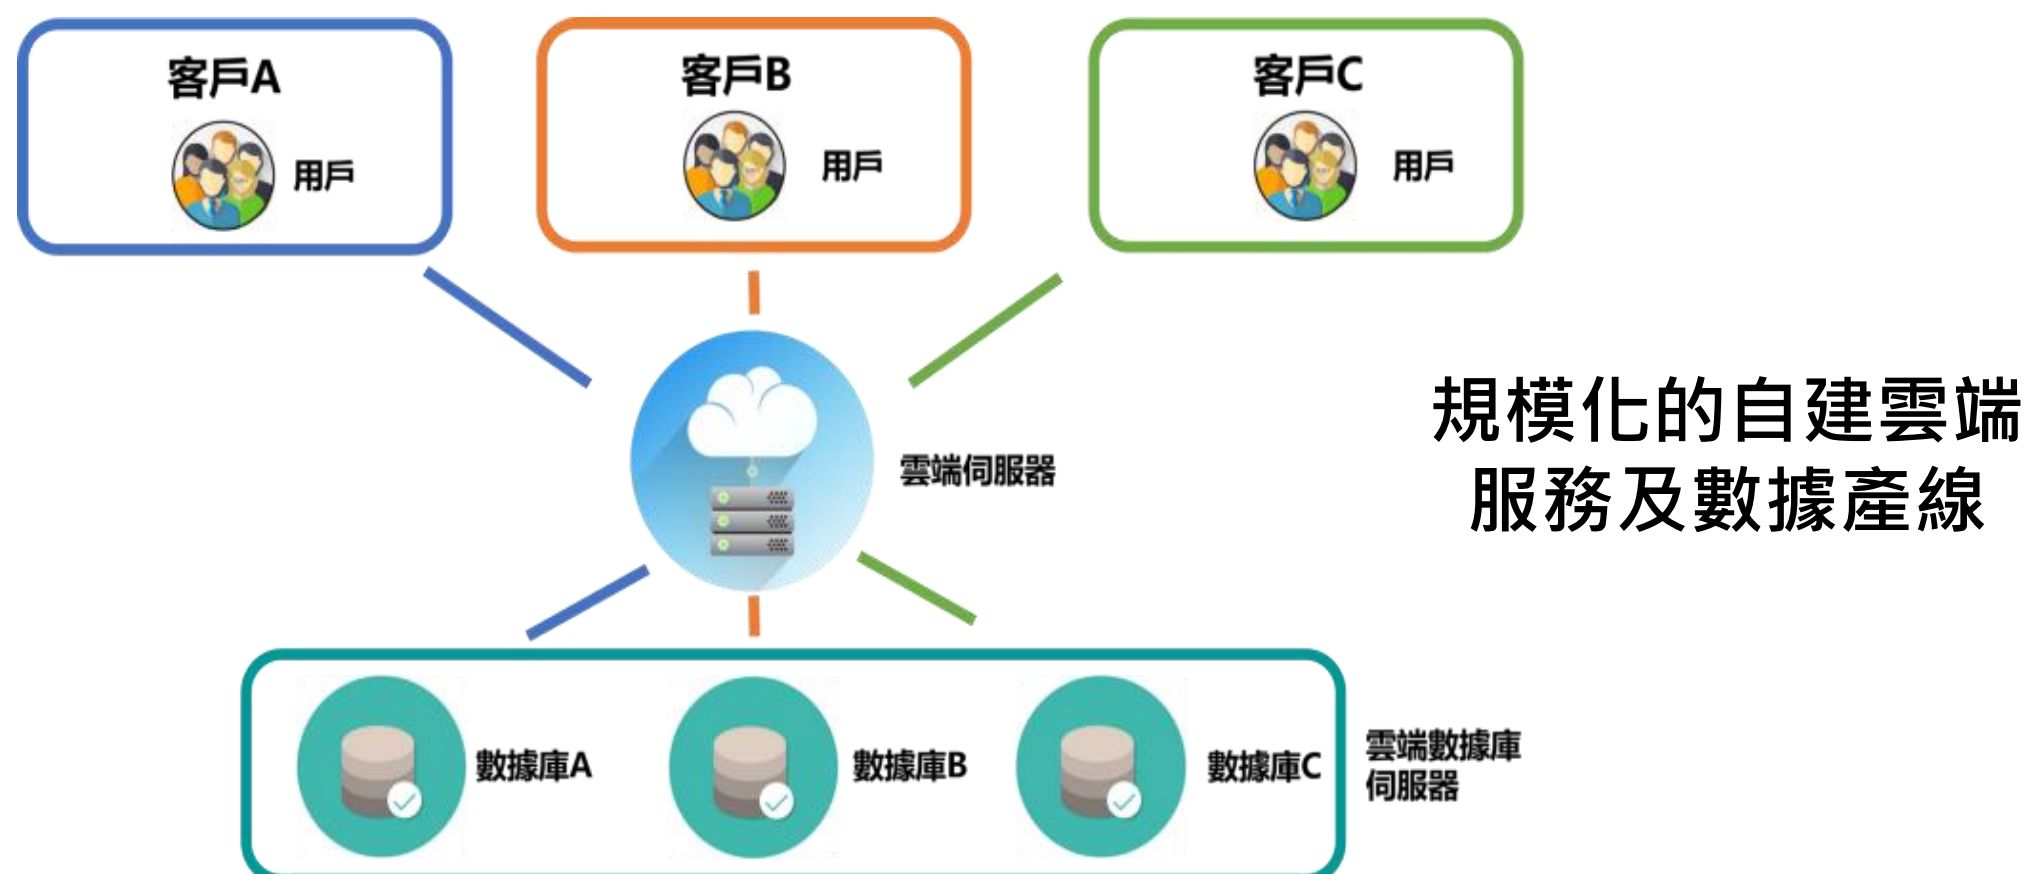 客戶A
用戶
客戶B
用戶
客戶C
用戶
雲端伺服器
規模化的自建雲端
服務及數據產線
數據庫A
數據庫B
數據庫C
雲端數據庫
伺服器